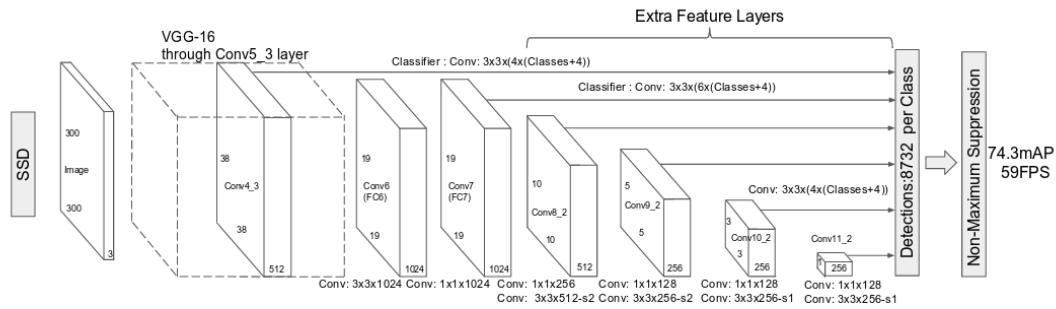 Extra Feature Layers
VGG-16
through Conv5_3 layer
Classifier : Conv: 3x3x(4x(Classes+4))
Classifier : Conv: 3x3x(6x(Classes+4))
SSD
300
Image
300
3
38
Conv4_3
38
512
19
Conv6
(FC6)
19
1024
19
Conv7
(FC7)
19
1024
10
Conv8_2
10
512
5
Conv9_2
5
256
Conv: 3x3x(4x(Classes+4))
3
Conv10_2
3
256
Conv11_2
1
256
Detections:8732 per Class
Non-Maximum Suppression
74.3mAP
59FPS
Conv: 3x3x1024
Conv: 1x1x1024
Conv: 1x1x256
Conv: 3x3x512-s2
Conv: 1x1x128
Conv: 3x3x256-s2
Conv: 1x1x128
Conv: 3x3x256-s1
Conv: 1x1x128
Conv: 3x3x256-s1